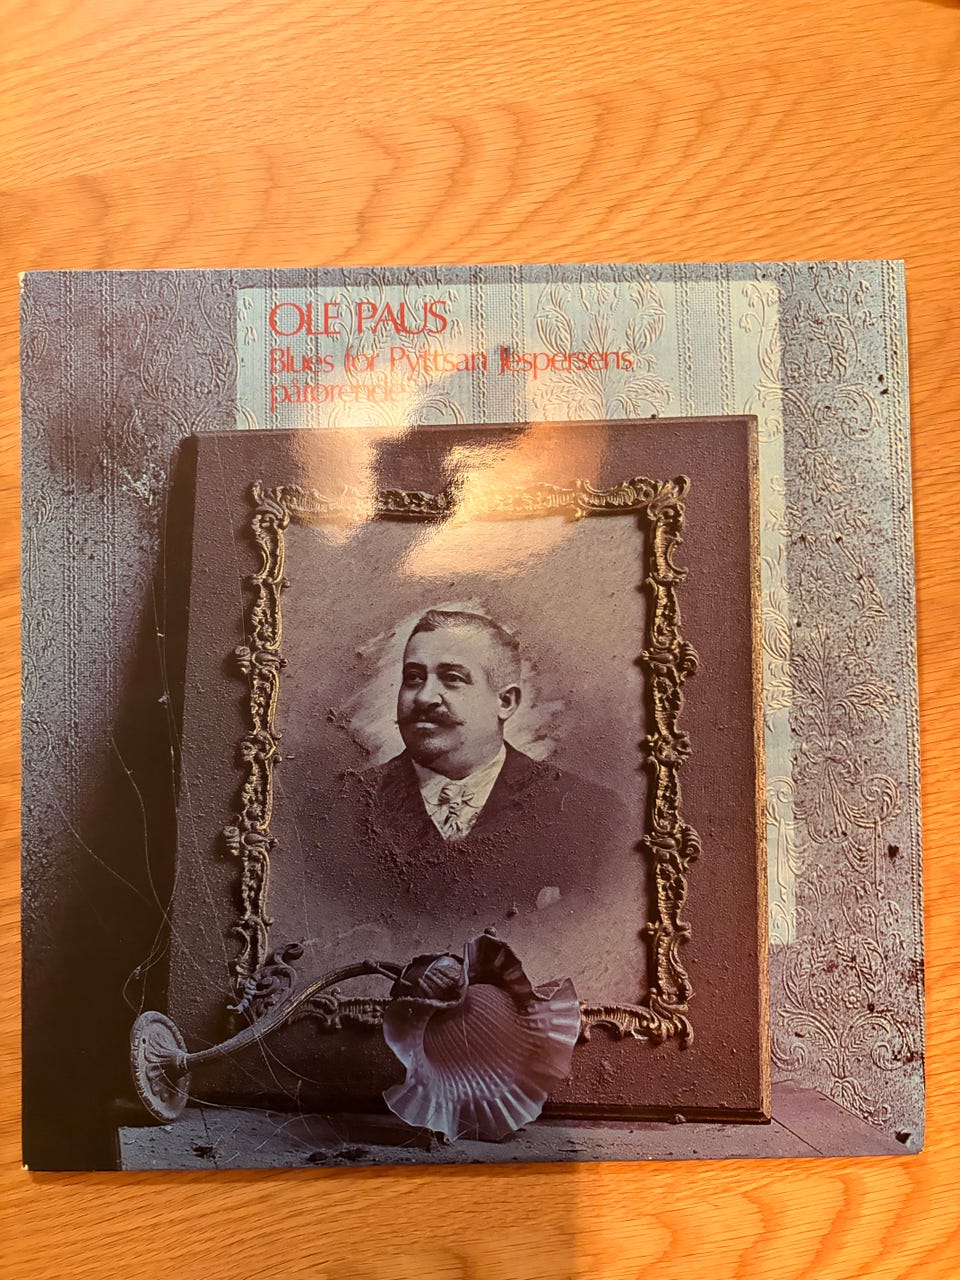 OLE PAUS
Blues for Pyttsan Jespersens
pårørende